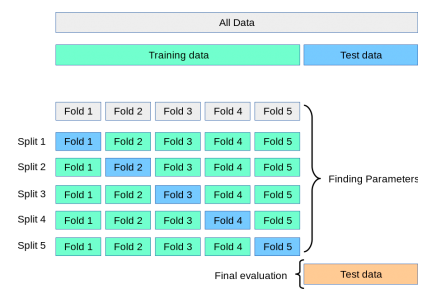 All Data
Training data Test data
Fold 1 Fold 2 Fold 3 Fold 4 Fold 5
Split 1 Fold 1 Fold 2 Fold 3 Fold 4 Fold 5
Split 2 Fold 1 Fold 2 Fold 3 Fold 4 Fold 5
Split 3 Fold 1 Fold 2 Fold 3 Fold 4 Fold 5
Finding Parameters
Split 4 Fold 1 Fold 2 Fold 3 Fold 4 Fold 5
Split 5 Fold 1 Fold 2 Fold 3 Fold 4 Fold 5
Final evaluation Test data